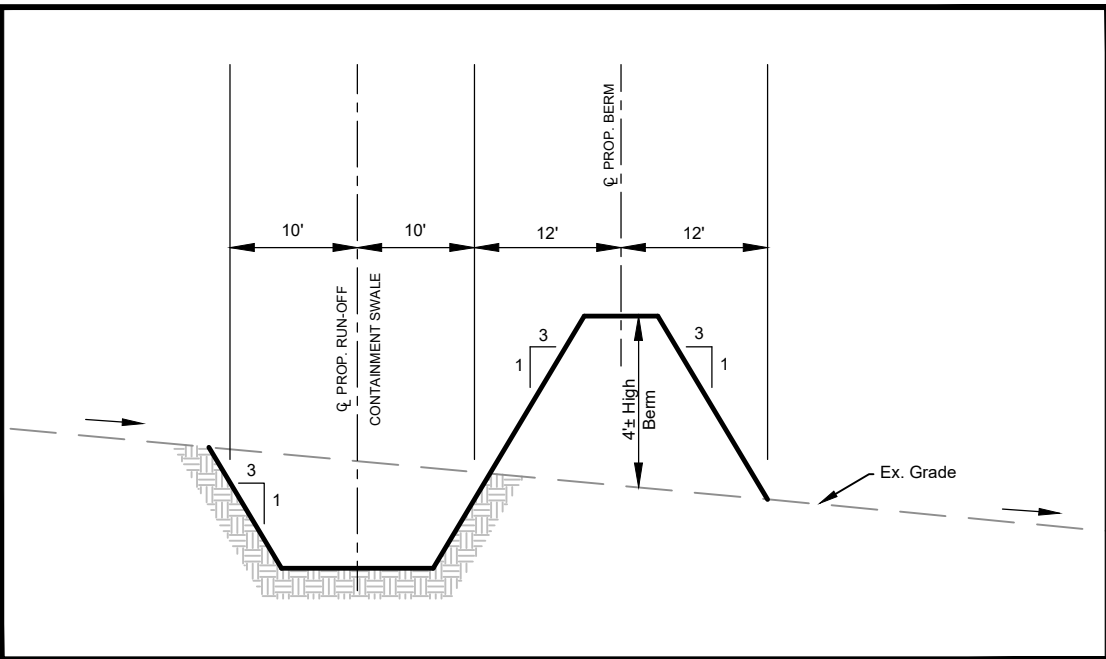 ℄ PROP. BERM
10'
10'
12'
12'
℄ PROP. RUN-OFF
CONTAINMENT SWALE
3
1
3
1
4'± High
Berm
3
1
Ex. Grade